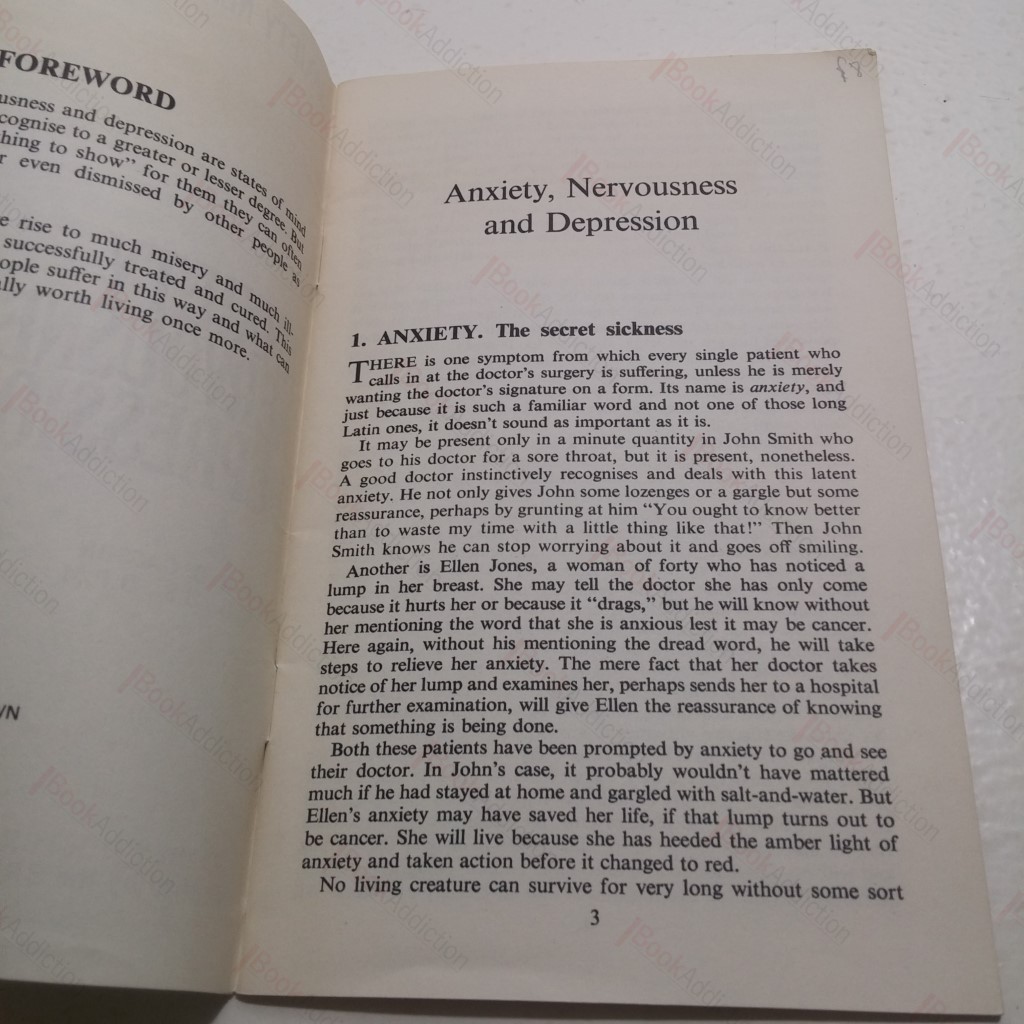 FOREWORD
usness and depression are states of mind
cognise to a greater or lesser degree. But
hing to show" for them they can often
r even dismissed by other people as
e rise to much misery and much ill-
successfully treated and cured. This
ople suffer in this way and what can
lly worth living once more.
WN
Anxiety, Nervousness
and Depression
1. ANXIETY. The secret sickness
THERE is one symptom from which every single patient who
calls in at the doctor's surgery is suffering, unless he is merely
wanting the doctor's signature on a form. Its name is anxiety, and
just because it is such a familiar word and not one of those long
Latin ones, it doesn't sound as important as it is.
It may be present only in a minute quantity in John Smith who
goes to his doctor for a sore throat, but it is present, nonetheless.
A good doctor instinctively recognises and deals with this latent
anxiety. He not only gives John some lozenges or a gargle but some
reassurance, perhaps by grunting at him "You ought to know better
than to waste my time with a little thing like that!" Then John
Smith knows he can stop worrying about it and goes off smiling.
Another is Ellen Jones, a woman of forty who has noticed a
lump in her breast. She may tell the doctor she has only come
because it hurts her or because it "drags," but he will know without
her mentioning the word that she is anxious lest it may be cancer.
Here again, without his mentioning the dread word, he will take
steps to relieve her anxiety. The mere fact that her doctor takes
notice of her lump and examines her, perhaps sends her to a hospital
for further examination, will give Ellen the reassurance of knowing
that something is being done.
Both these patients have been prompted by anxiety to go and see
their doctor. In John's case, it probably wouldn't have mattered
much if he had stayed at home and gargled with salt-and-water. But
Ellen's anxiety may have saved her life, if that lump turns out to
be cancer. She will live because she has heeded the amber light of
anxiety and taken action before it changed to red.
No living creature can survive for very long without some sort
3
BookAddiction